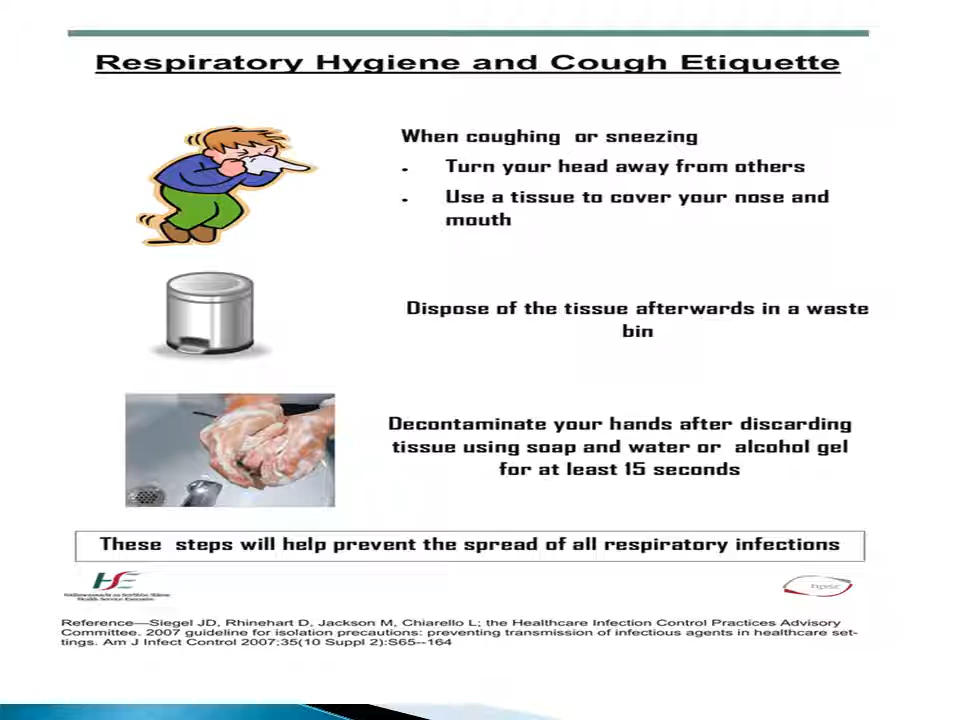 Respiratory Hygiene and Cough Etiquette
When coughing or sneezing
• Turn your head away from others
• Use a tissue to cover your nose and
mouth
Dispose of the tissue afterwards in a waste
bin
Decontaminate your hands after discarding
tissue using soap and water or alcohol gel
for at least 15 seconds
These steps will help prevent the spread of all respiratory infections
HSE
Health Service Executive
hpsc
Reference—Siegel JD, Rhinehart D, Jackson M, Chiarello L; the Healthcare Infection Control Practices Advisory
Committee. 2007 guideline for isolation precautions: preventing transmission of infectious agents in healthcare set-
tings. Am J Infect Control 2007;35(10 Suppl 2):S65--164